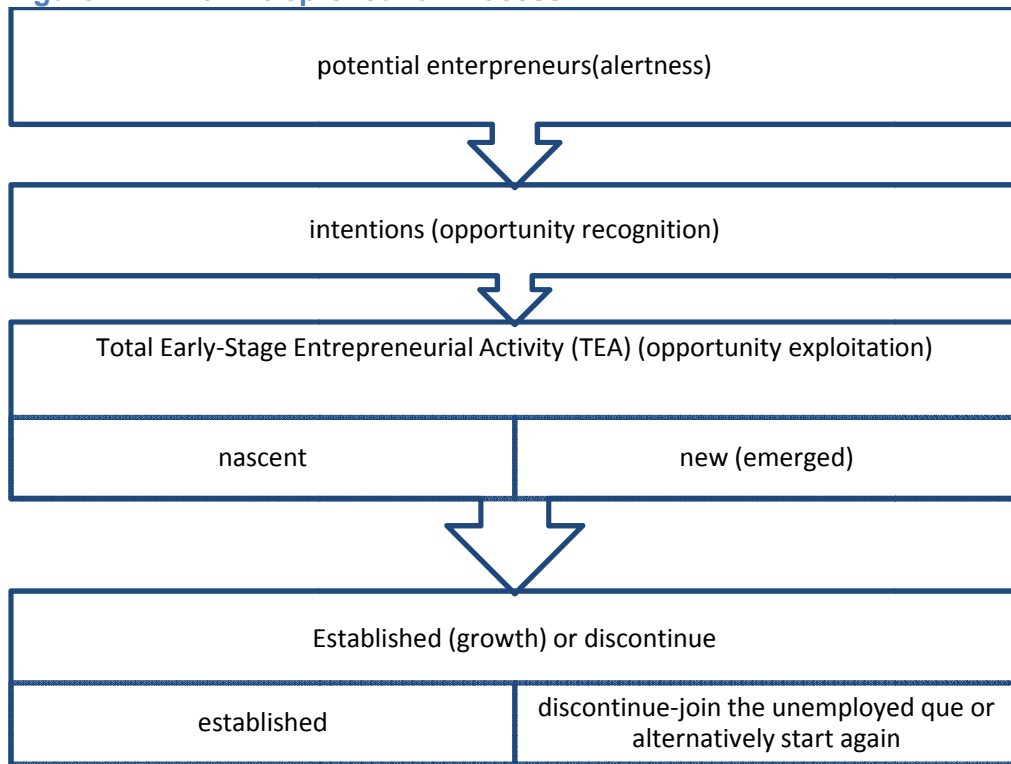 potential enterpreneurs(alertness)
intentions (opportunity recognition)
Total Early-Stage Entrepreneurial Activity (TEA) (opportunity exploitation)
nascent
new (emerged)
Established (growth) or discontinue
established
discontinue-join the unemployed que or
alternatively start again